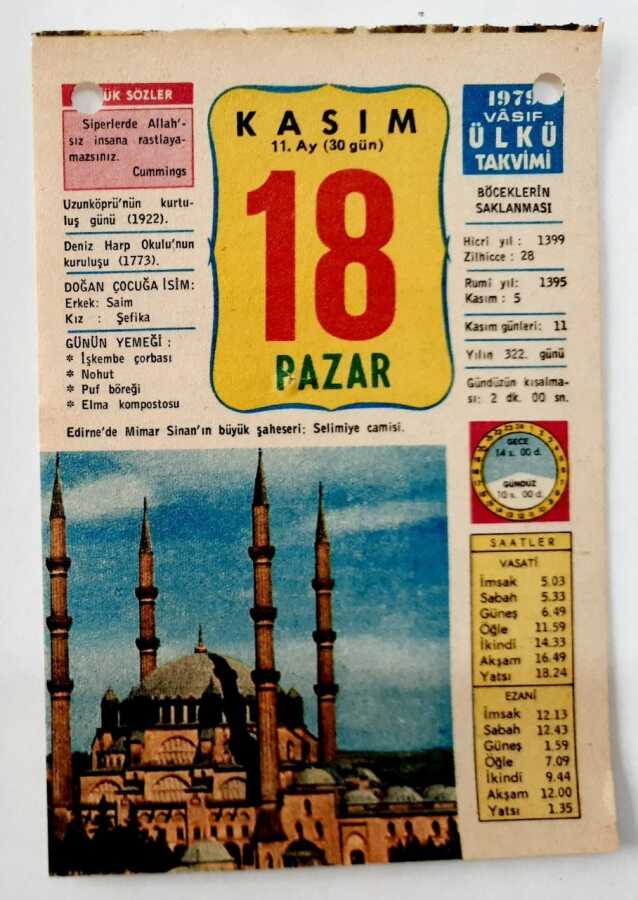 ÜK SÖZLER
Siperlerde Allah'-
sız insana rastlaya-
mazsınız.
Cummings
Uzunköprü'nün kurtu-
luş günü (1922).
Deniz Harp Okulu'nun
kuruluşu (1773).
DOĞAN ÇOCUĞA İSİM:
Erkek: Saim
Kız : Şefika
GÜNÜN YEMEĞİ :
* İşkembe çorbası
* Nohut
* Puf böreği
* Elma kompostosu
KASIM
11. Ay (30 gün)
18
PAZAR
1979
VÂSIF
ÜLKÜ
TAKVİMİ
BÖCEKLERİN
SAKLANMASI
Hicrî yıl : 1399
Zilhicce : 28
Rumî yıl: 1395
Kasım : 5
Kasım günleri: 11
Yılın 322. günü
Gündüzün kısalma-
sı: 2 dk. 00 sn.
Edirne'de Mimar Sinan'ın büyük şaheseri: Selimiye camisi.
GECE
14 s. 00 d.
GÜNDÜZ
10 s. 00 d.
SAATLER
VASATÎ
İmsak 5.03
Sabah 5.33
Güneş 6.49
Öğle 11.59
İkindi 14.33
Akşam 16.49
Yatsı 18.24
EZANİ
İmsak 12.13
Sabah 12.43
Güneş 1.59
Öğle 7.09
İkindi 9.44
Akşam 12.00
Yatsı 1.35